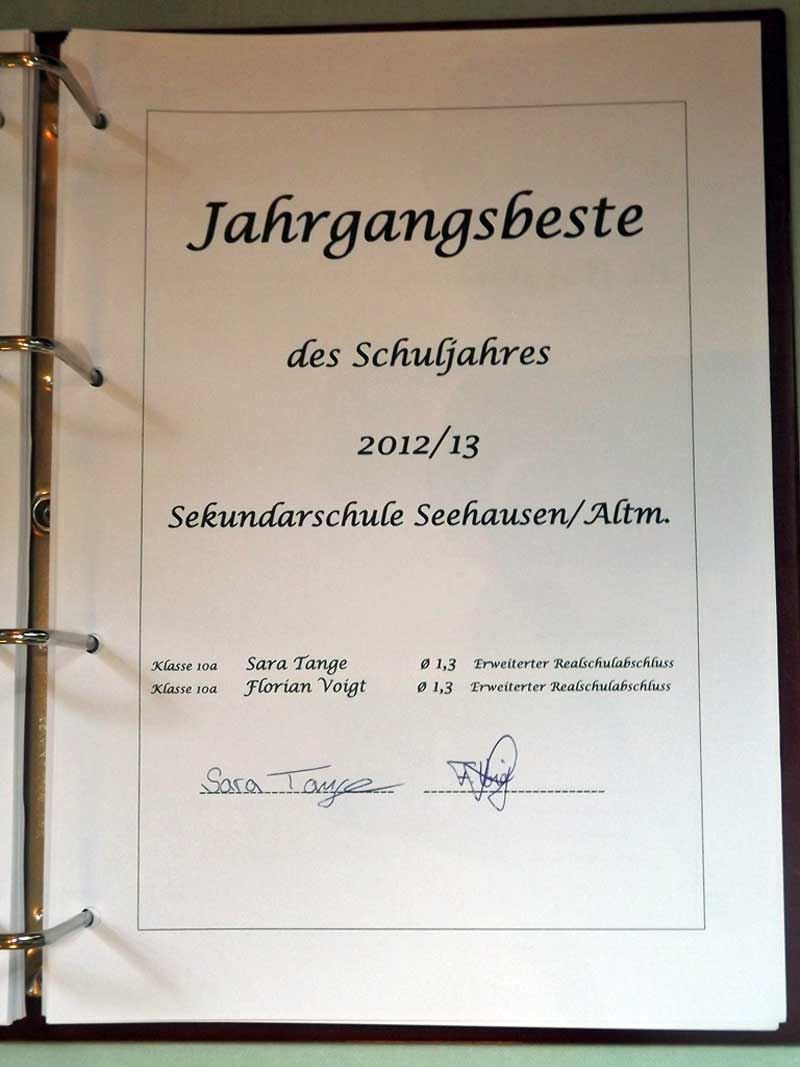 Jahrgangsbeste
des Schuljahres
2012/13
Sekundarschule Seehausen/Altm.
Klasse 10a Sara Tange Ø 1,3 Erweiterter Realschulabschluss
Klasse 10a Florian Voigt Ø 1,3 Erweiterter Realschulabschluss
Sara Tange F. Voigt